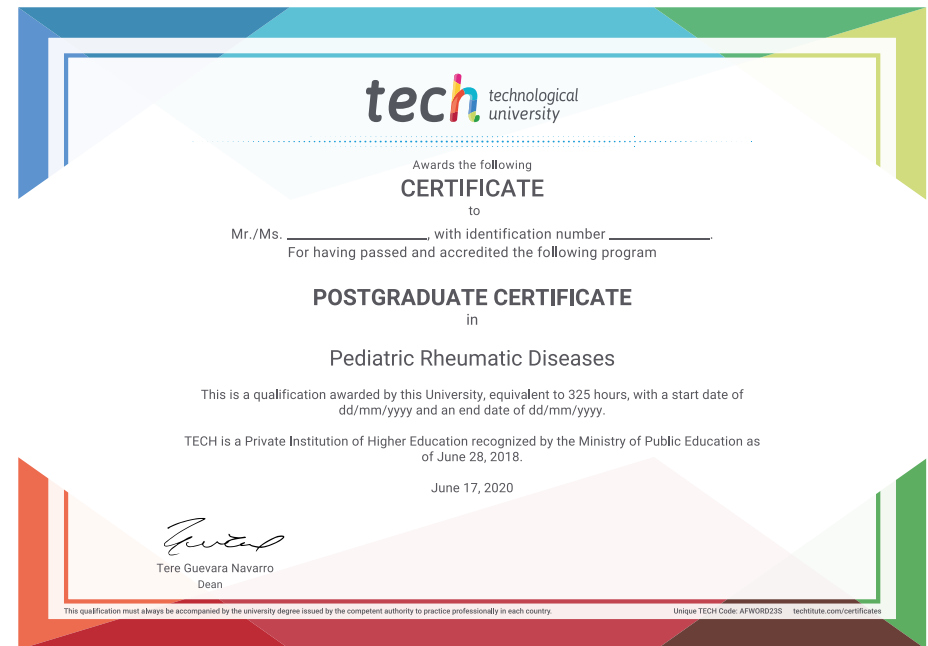 tech technological
university
Awards the following
CERTIFICATE
to
Mr./Ms. ____________________, with identification number ______________.
For having passed and accredited the following program
POSTGRADUATE CERTIFICATE
in
Pediatric Rheumatic Diseases
This is a qualification awarded by this University, equivalent to 325 hours, with a start date of
dd/mm/yyyy and an end date of dd/mm/yyyy.
TECH is a Private Institution of Higher Education recognized by the Ministry of Public Education as
of June 28, 2018.
June 17, 2020
Tere Guevara Navarro
Dean
This qualification must always be accompanied by the university degree issued by the competent authority to practice professionally in each country.
Unique TECH Code: AFWORD23S techtitute.com/certificates